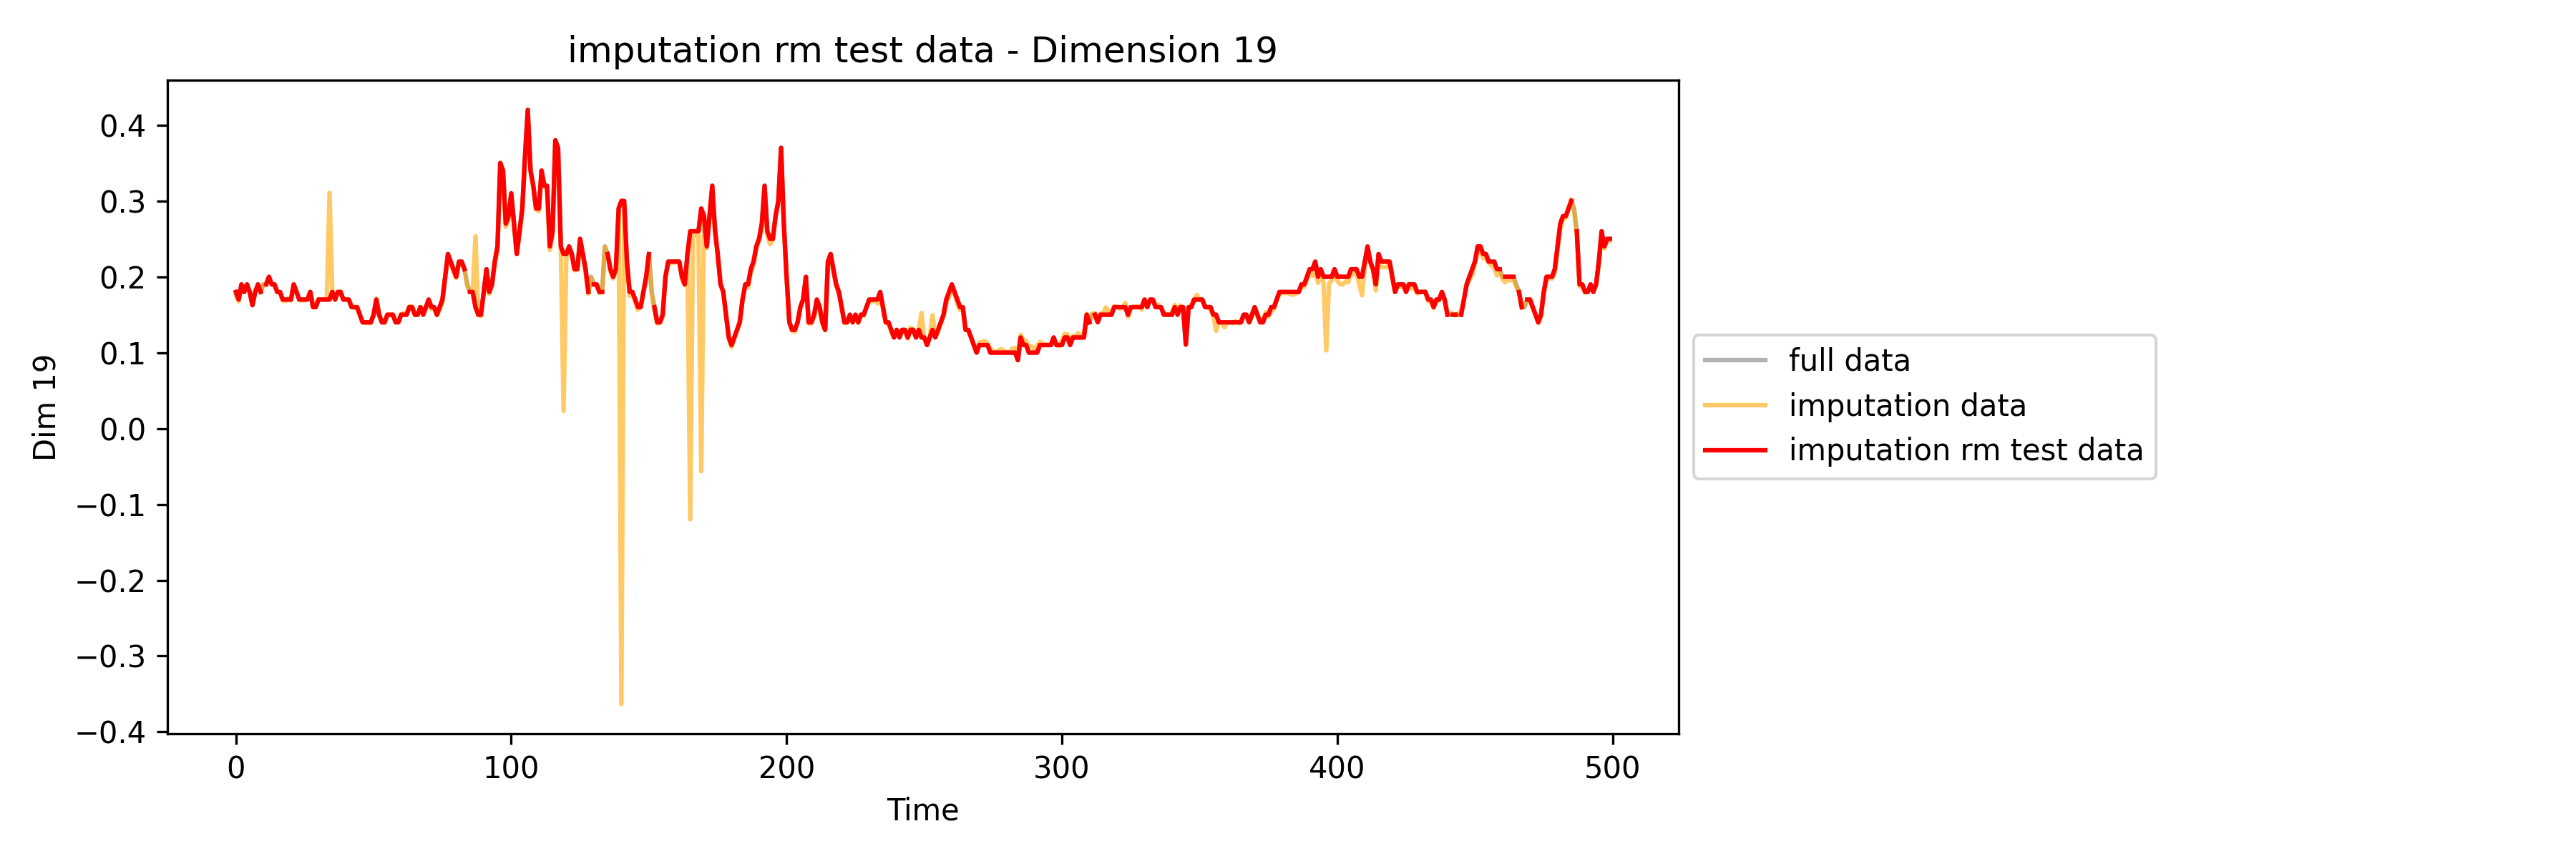 imputation rm test data - Dimension 19
0.4
0.3
0.2
0.1
0.0
−0.1
−0.2
−0.3
−0.4
Dim 19
0 100 200 300 400 500
Time
full data
imputation data
imputation rm test data